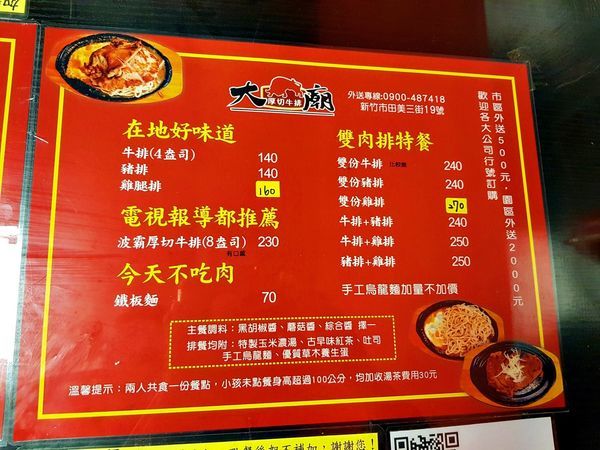 大廟
厚切牛排
外送專線:0900-487418
新竹市田美三街19號
市區外送500元，園區外送2000元
歡迎各大公司行號訂購
在地好味道
牛排(4盎司) 140
豬排 140
雞腿排 160
電視報導都推薦
波霸厚切牛排(8盎司) 230
有口感
今天不吃肉
鐵板麵 70
雙肉排特餐
雙份牛排 比較嫩 240
雙份豬排 240
雙份雞排 270
牛排+豬排 240
牛排+雞排 250
豬排+雞排 250
手工烏龍麵加量不加價
主餐調料：黑胡椒醬、蘑菇醬、綜合醬 擇一
排餐均附：特製玉米濃湯、古早味紅茶、吐司
手工烏龍麵、優質草木養生蛋
溫馨提示：兩人共食一份餐點，小孩未點餐身高超過100公分，均加收湯茶費用30元
謝謝您！